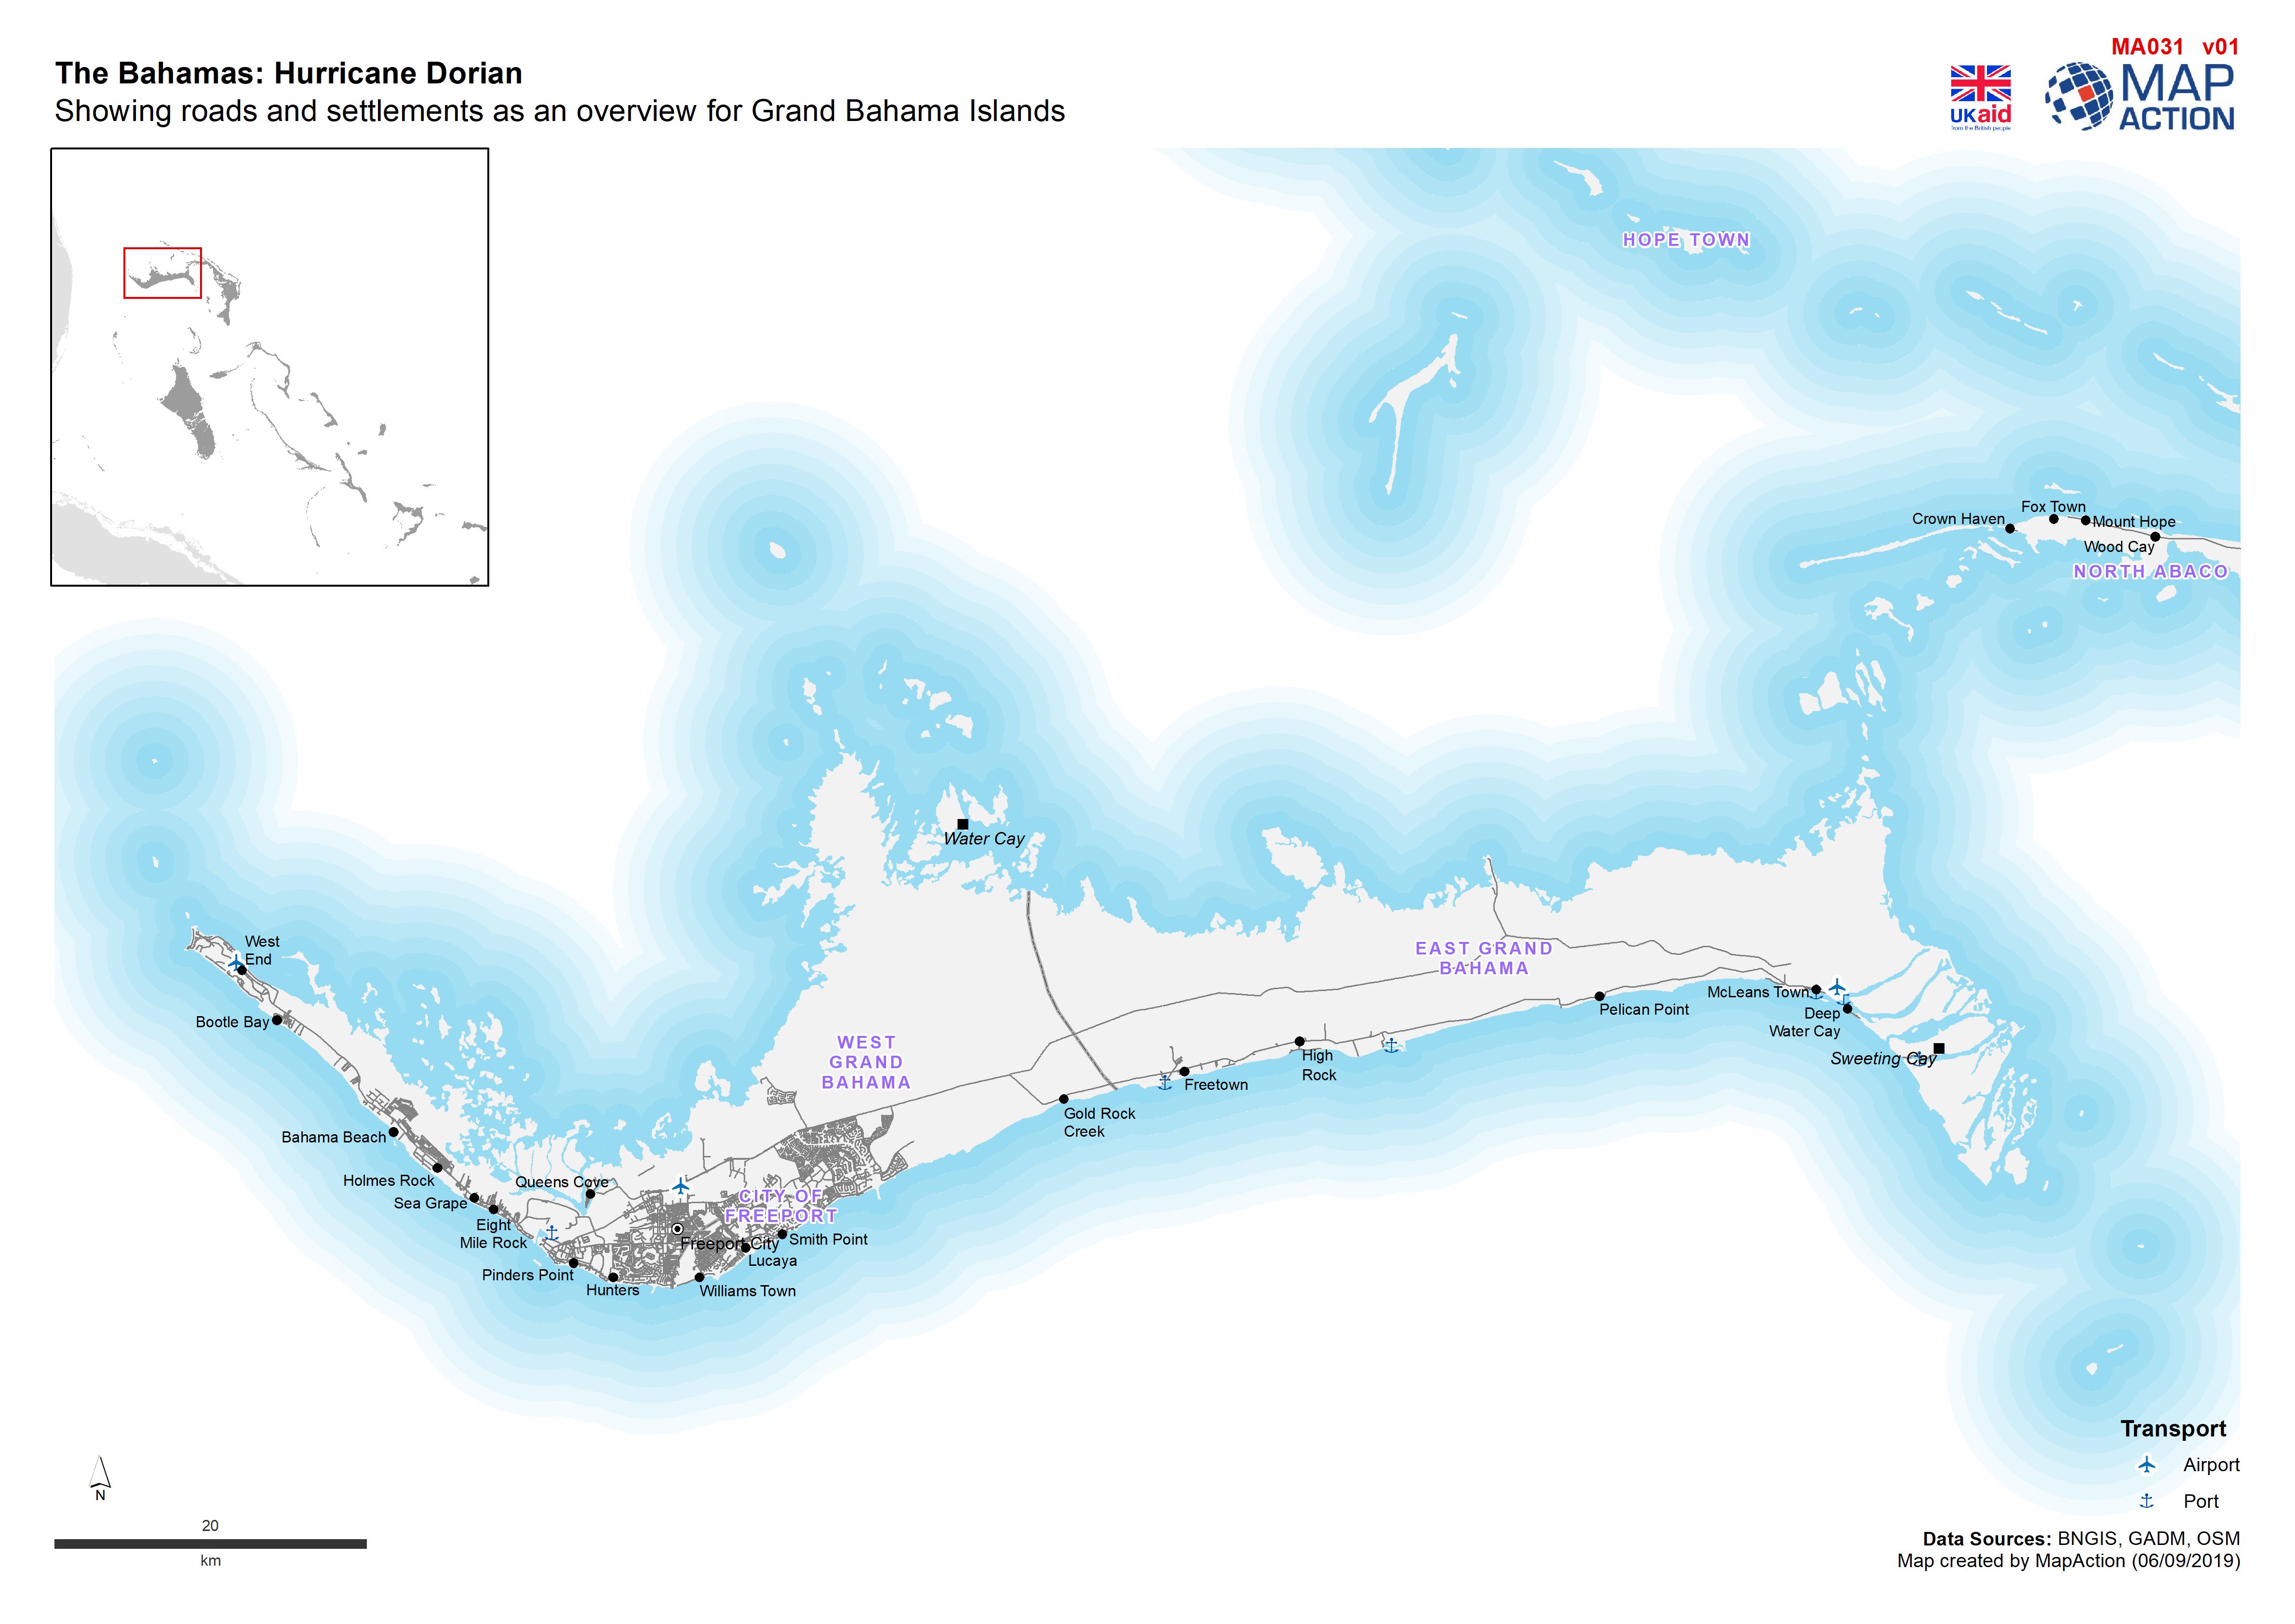 MA031 v01
The Bahamas: Hurricane Dorian
Showing roads and settlements as an overview for Grand Bahama Islands
UKaid
from the British people
MAP
ACTION
HOPE TOWN
Fox Town
Crown Haven
Mount Hope
Wood Cay
NORTH ABACO
Water Cay
West
End
EAST GRAND
BAHAMA
McLeans Town
Pelican Point
Deep
Water Cay
Bootle Bay
WEST
GRAND
BAHAMA
High
Rock
Sweeting Cay
Freetown
Gold Rock
Creek
Bahama Beach
Holmes Rock
Queens Cove
Sea Grape
CITY OF
FREEPORT
Eight
Mile Rock
Freeport City
Smith Point
Lucaya
Pinders Point
Hunters
Williams Town
Transport
Airport
Port
N
20
km
Data Sources: BNGIS, GADM, OSM
Map created by MapAction (06/09/2019)